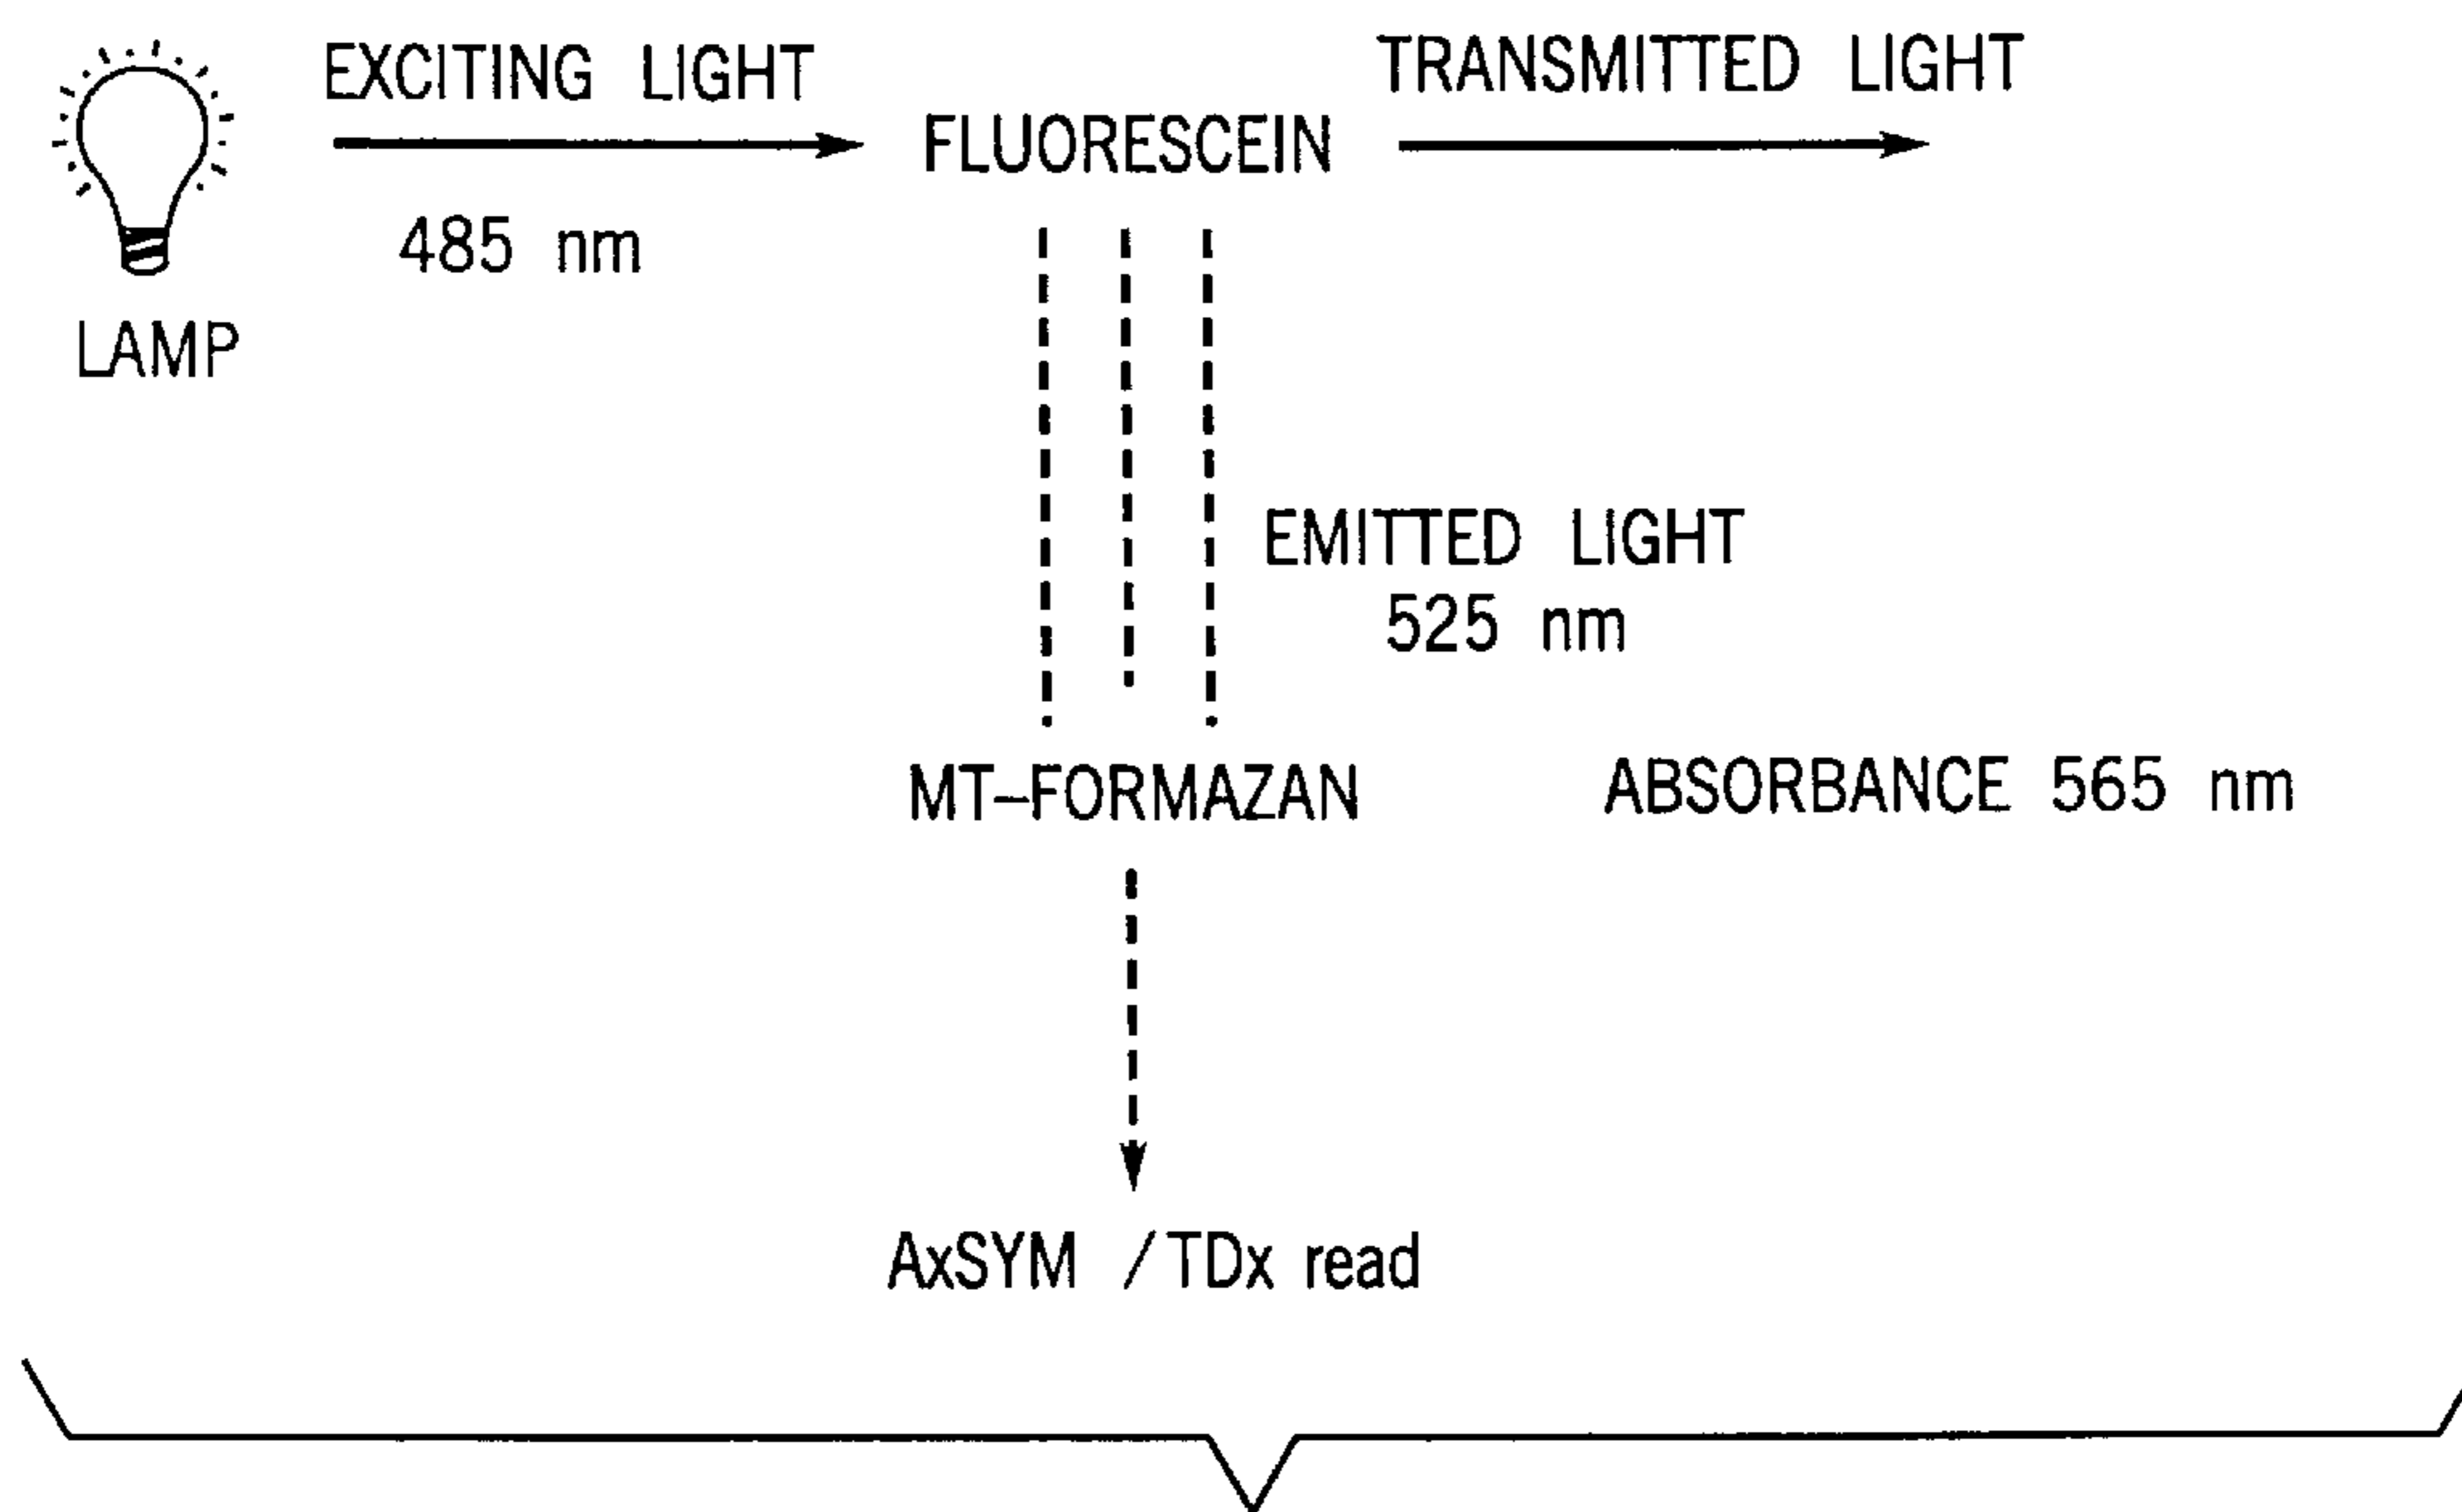 EXCITING LIGHT
TRANSMITTED LIGHT
FLUORESCEIN
485 nm
LAMP
EMITTED LIGHT
525 nm
MT-FORMAZAN
ABSORBANCE 565 nm
AxSYM /TDx read